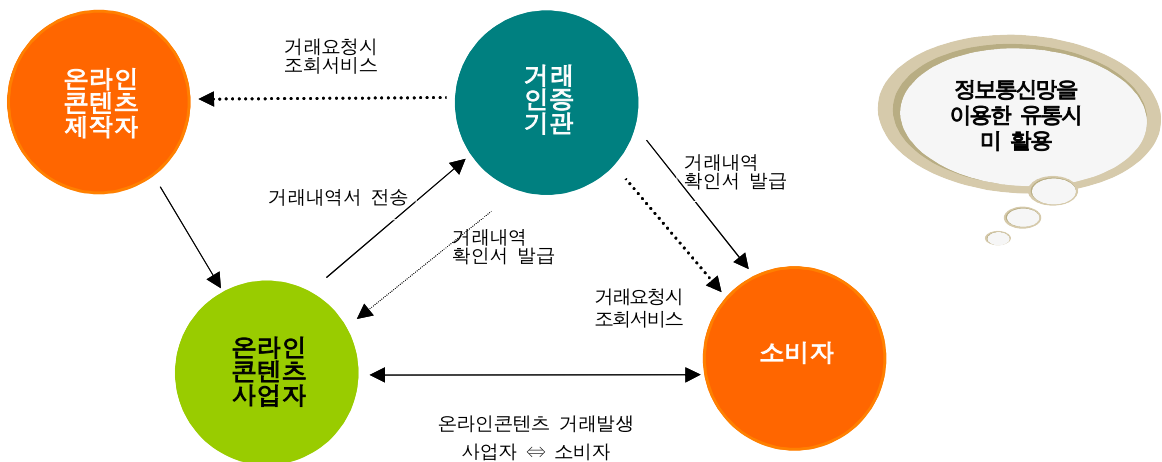 거래요청시
조회서비스
온라인
콘텐츠
제작자
거래
인증
기관
정보통신망을
이용한 유통시
미 활용
거래내역
확인서 발급
거래내역서 전송
거래내역
확인서 발급
거래요청시
조회서비스
온라인
콘텐츠
사업자
소비자
온라인콘텐츠 거래발생
사업자 ⇔ 소비자